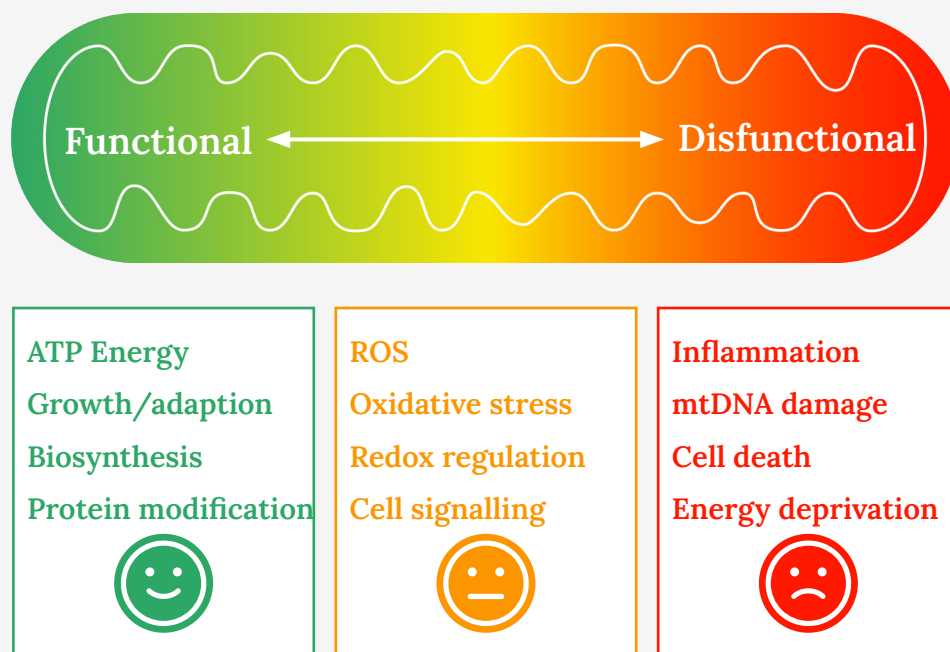 Functional
Disfunctional
ATP Energy
Growth/adaption
Biosynthesis
Protein modification
ROS
Oxidative stress
Redox regulation
Cell signalling
Inflammation
mtDNA damage
Cell death
Energy deprivation